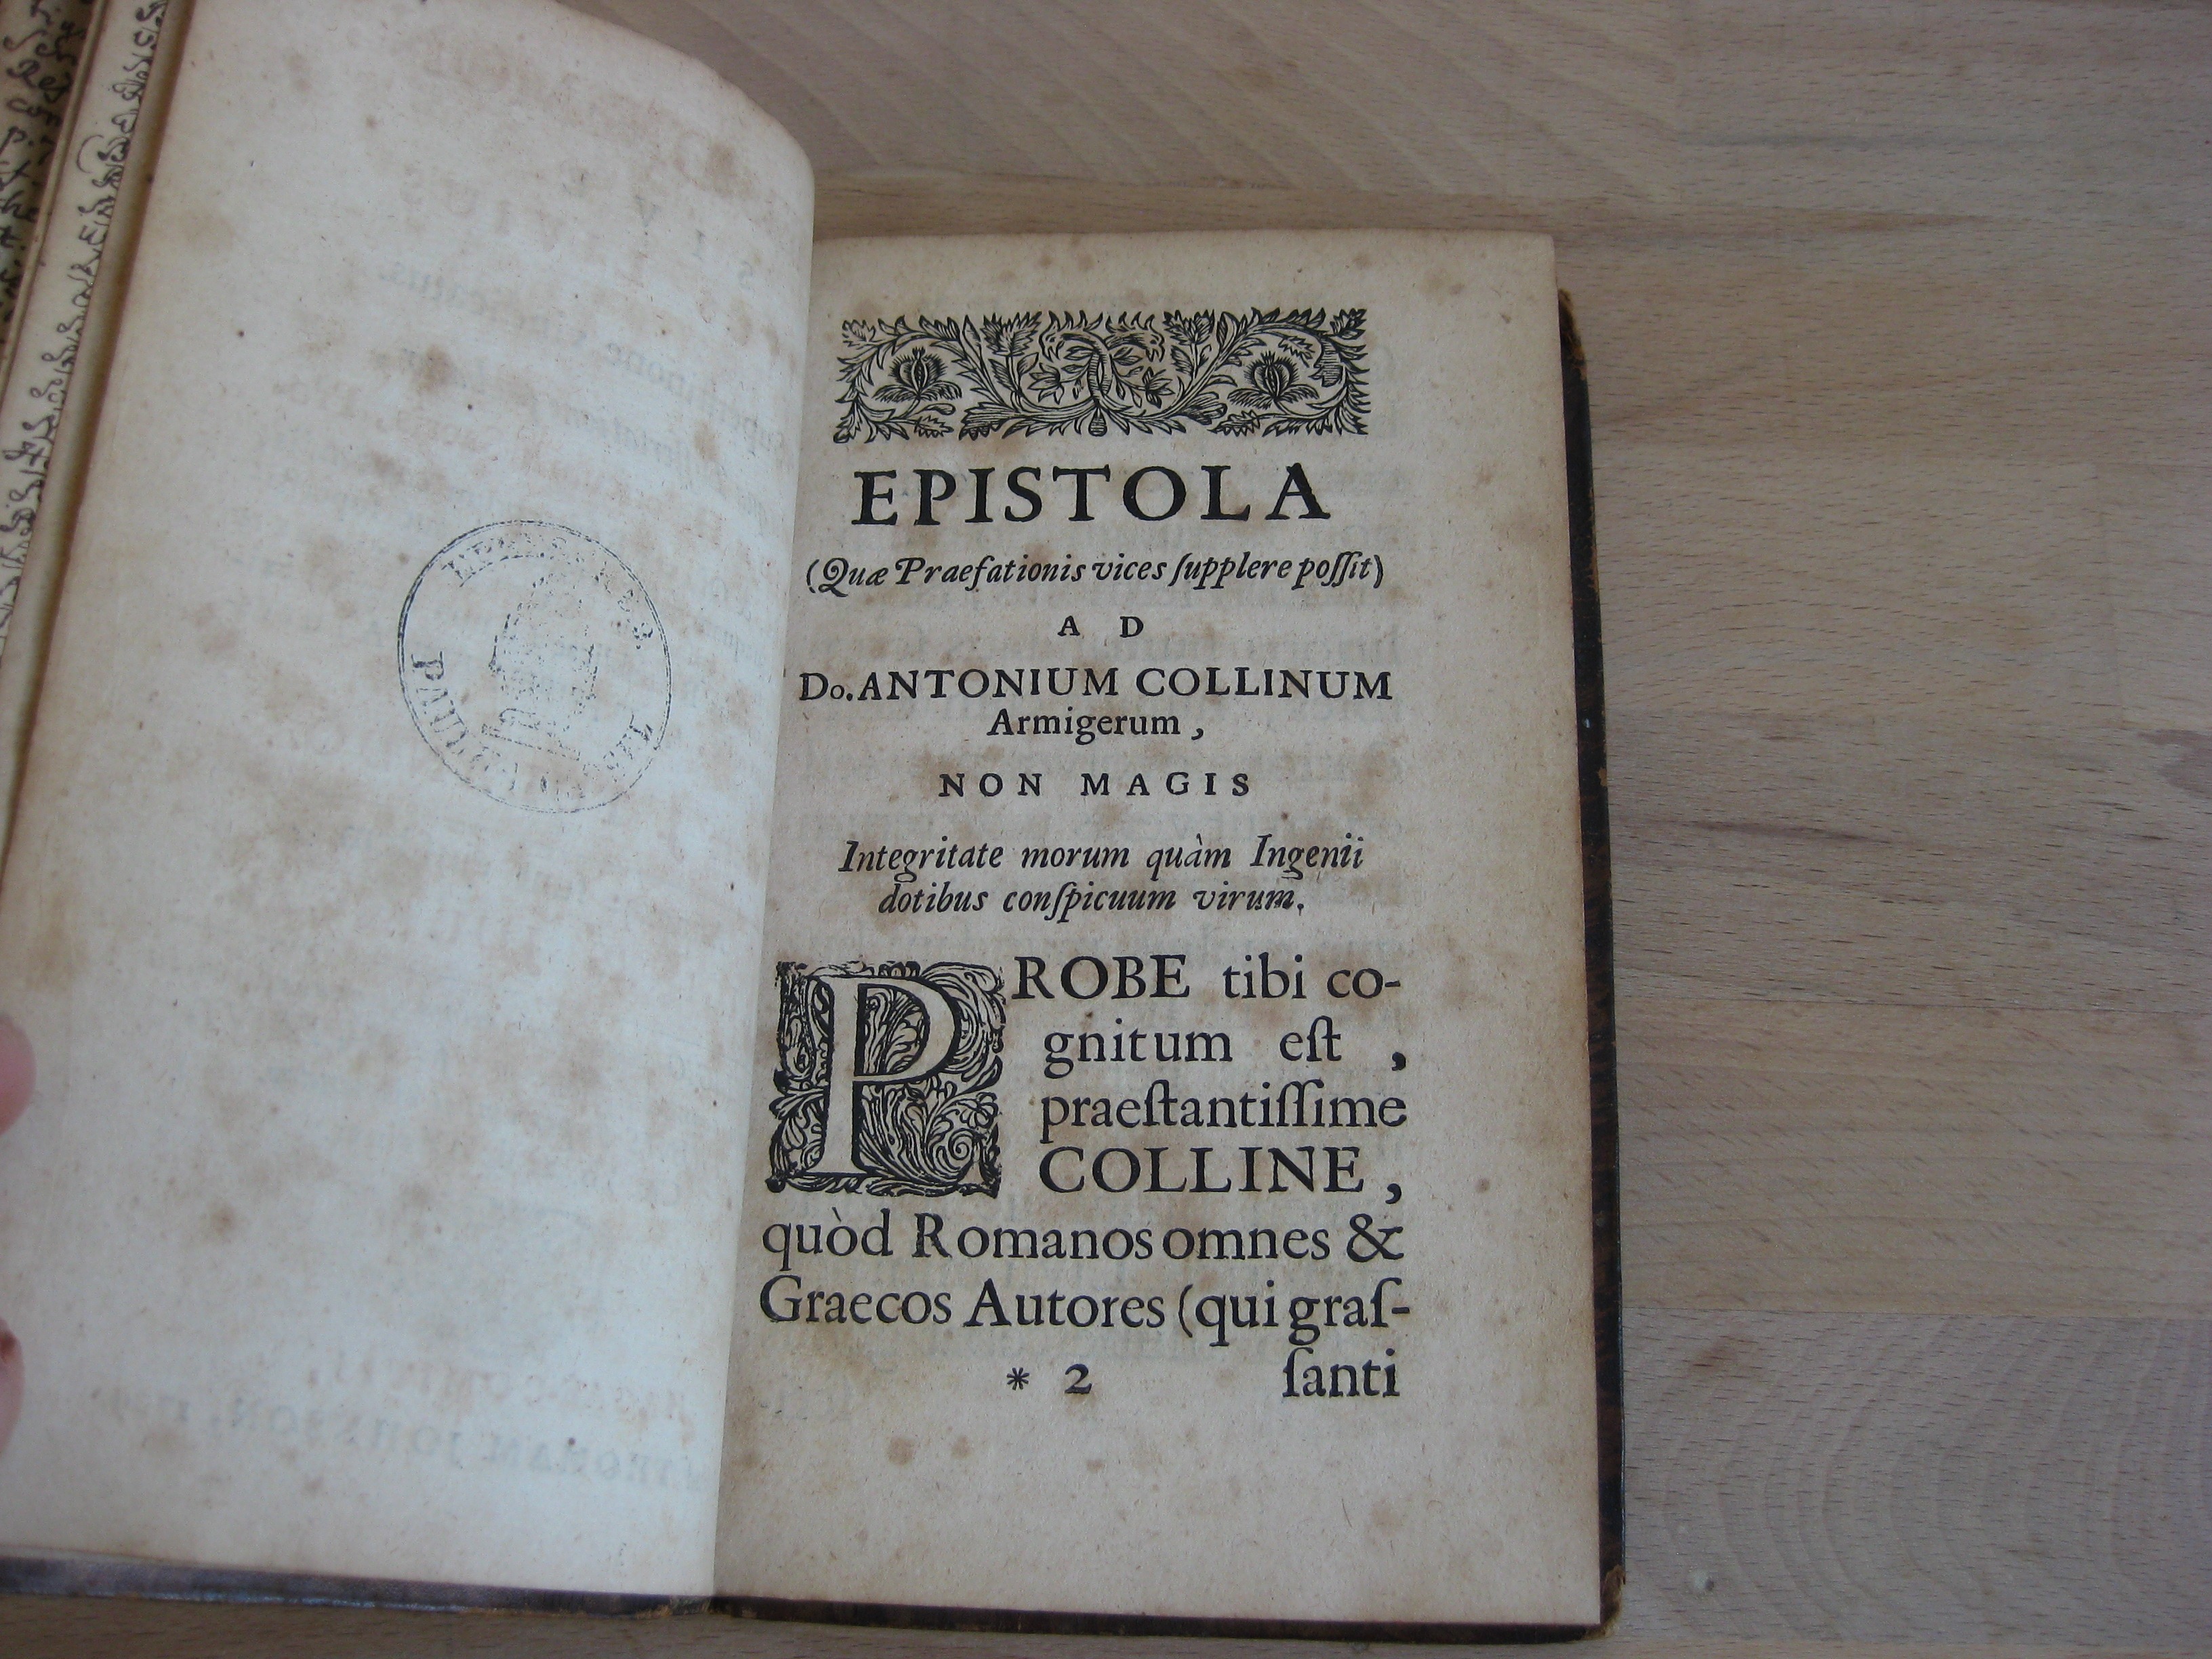 EPISTOLA
(Quæ Praefationis vices ſupplere poſſit)
A D
Do. ANTONIUM COLLINUM
Armigerum ,
NON MAGIS
Integritate morum quàm Ingenii
dotibus conſpicuum virum.
PROBE tibi co-
gnitum eſt ,
praeſtantiſſime
COLLINE ,
quòd Romanos omnes &
Graecos Autores (qui graſ-
* 2 ſanti